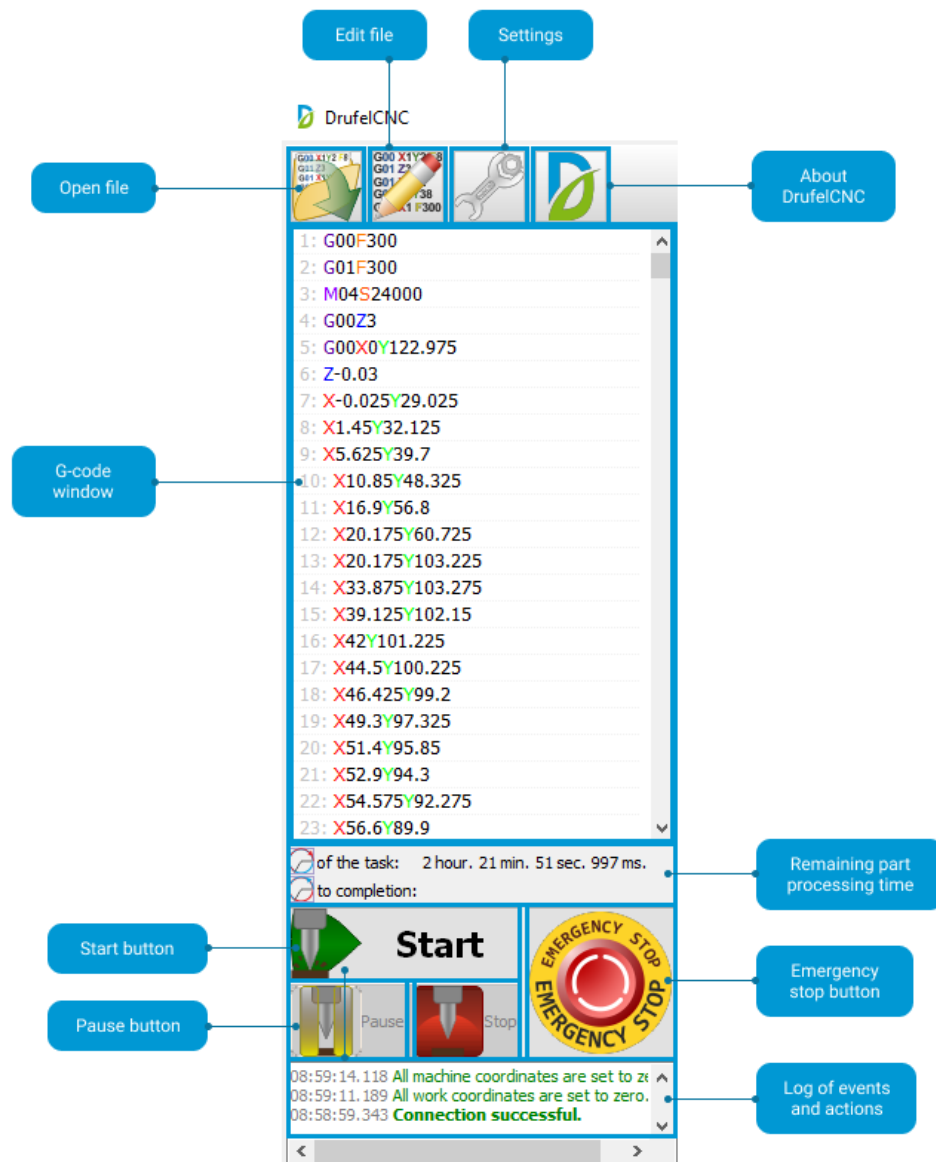 Edit file
Settings
DrufelCNC
Open file
About
DrufelCNC
1: G00F300
2: G01F300
3: M04S24000
4: G00Z3
5: G00X0Y122.975
6: Z-0.03
7: X-0.025Y29.025
8: X1.45Y32.125
9: X5.625Y39.7
G-code
window
10: X10.85Y48.325
11: X16.9Y56.8
12: X20.175Y60.725
13: X20.175Y103.225
14: X33.875Y103.275
15: X39.125Y102.15
16: X42Y101.225
17: X44.5Y100.225
18: X46.425Y99.2
19: X49.3Y97.325
20: X51.4Y95.85
21: X52.9Y94.3
22: X54.575Y92.275
23: X56.6Y89.9
of the task: 2 hour. 21 min. 51 sec. 997 ms.
to completion:
Remaining part
processing time
Start button
Start
EMERGENCY STOP
EMERGENCY STOP
Emergency
stop button
Pause button
Pause
Stop
08:59:14.118 All machine coordinates are set to
08:59:11.189 All work coordinates are set to zero.
08:58:59.343 Connection successful.
Log of events
and actions